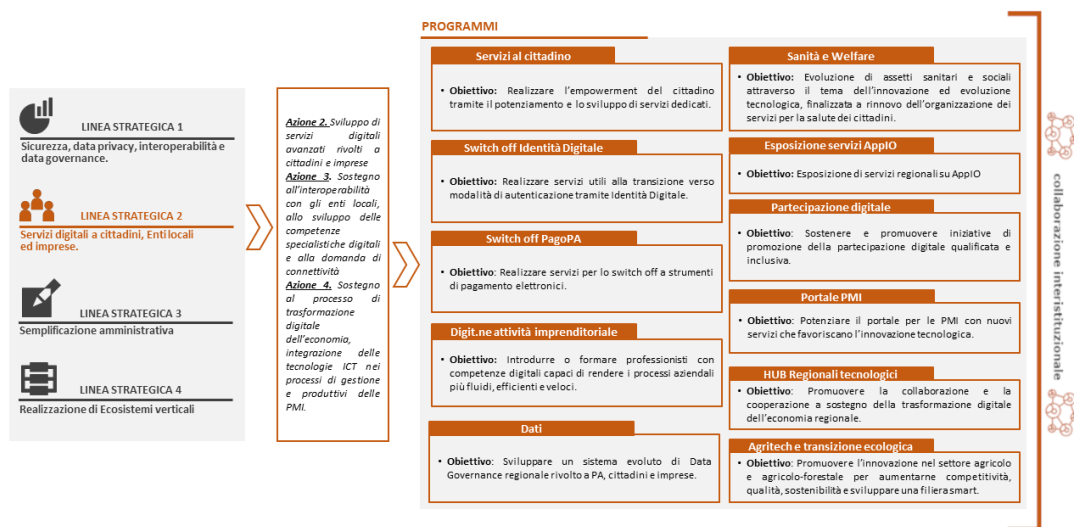 PROGRAMMI
LINEA STRATEGICA 1
Sicurezza, data privacy, interoperabilità e
data governance.
LINEA STRATEGICA 2
Servizi digitali a cittadini, Enti locali
ed imprese.
LINEA STRATEGICA 3
Semplificazione amministrativa
LINEA STRATEGICA 4
Realizzazione di Ecosistemi verticali
Azione 2. Sviluppo di
servizi digitali
avanzati rivolti a
cittadini e imprese
Azione 3. Sostegno
all’interoperabilità
con gli enti locali,
allo sviluppo delle
competenze
specialistiche digitali
e alla domanda di
connettività
Azione 4. Sostegno
al processo di
trasformazione
digitale
dell’economia,
integrazione delle
tecnologie ICT nei
processi di gestione
e produttivi delle
PMI.
Servizi al cittadino
• Obiettivo: Realizzare l’empowerment del cittadino
tramite il potenziamento e lo sviluppo di servizi dedicati.
Switch off Identità Digitale
• Obiettivo: Realizzare servizi utili alla transizione verso
modalità di autenticazione tramite Identità Digitale.
Switch off PagoPA
• Obiettivo: Realizzare servizi per lo switch off a strumenti
di pagamento elettronici.
Digit.ne attività imprenditoriale
• Obiettivo: Introdurre o formare professionisti con
competenze digitali capaci di rendere i processi aziendali
più fluidi, efficienti e veloci.
Dati
• Obiettivo: Sviluppare un sistema evoluto di Data
Governance regionale rivolto a PA, cittadini e imprese.
Sanità e Welfare
• Obiettivo: Evoluzione di assetti sanitari e sociali
attraverso il tema dell’innovazione ed evoluzione
tecnologica, finalizzata a rinnovo dell’organizzazione dei
servizi per la salute dei cittadini.
Esposizione servizi AppIO
• Obiettivo: Esposizione di servizi regionali su AppIO
Partecipazione digitale
• Obiettivo: Sostenere e promuovere iniziative di
promozione della partecipazione digitale qualificata e
inclusiva.
Portale PMI
• Obiettivo: Potenziare il portale per le PMI con nuovi
servizi che favoriscano l’innovazione tecnologica.
HUB Regionali tecnologici
• Obiettivo: Promuovere la collaborazione e la
cooperazione a sostegno della trasformazione digitale
dell’economia regionale.
Agritech e transizione ecologica
• Obiettivo: Promuovere l’innovazione nel settore agricolo
e agricolo-forestale per aumentarne competitività,
qualità, sostenibilità e sviluppare una filiera smart.
collaborazione interistituzionale